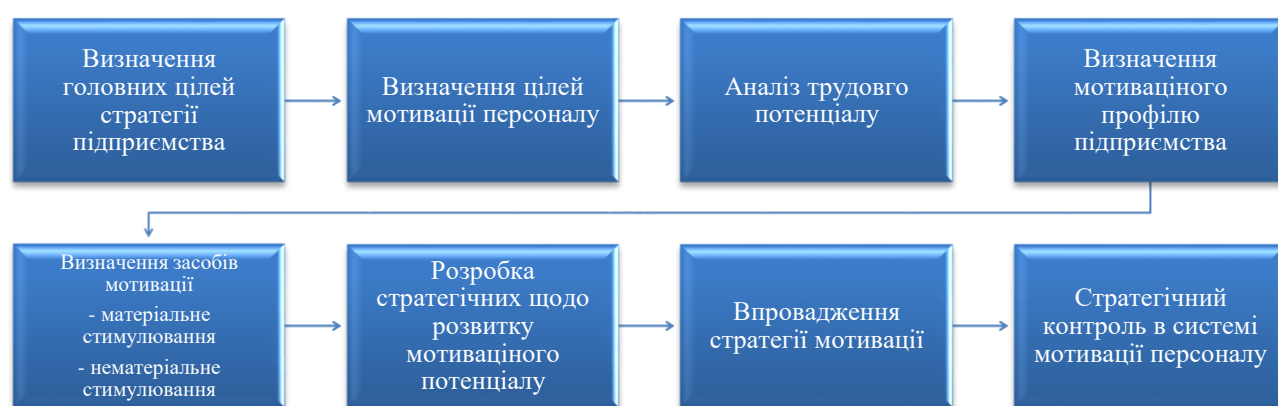 Визначення
головних цілей
стратегії
підприємства
Визначення цілей
мотивації персоналу
Аналіз трудовго
потенціалу
Визначення
мотиваціного
профілю
підприємства
Визначення засобів
мотивації
- матеріальне
стимулювання
- нематеріальне
стимулювання
Розробка
стратегічних щодо
розвитку
мотиваціного
потенціалу
Впровадження
стратегії мотивації
Стратегічний
контроль в системі
мотивації персоналу